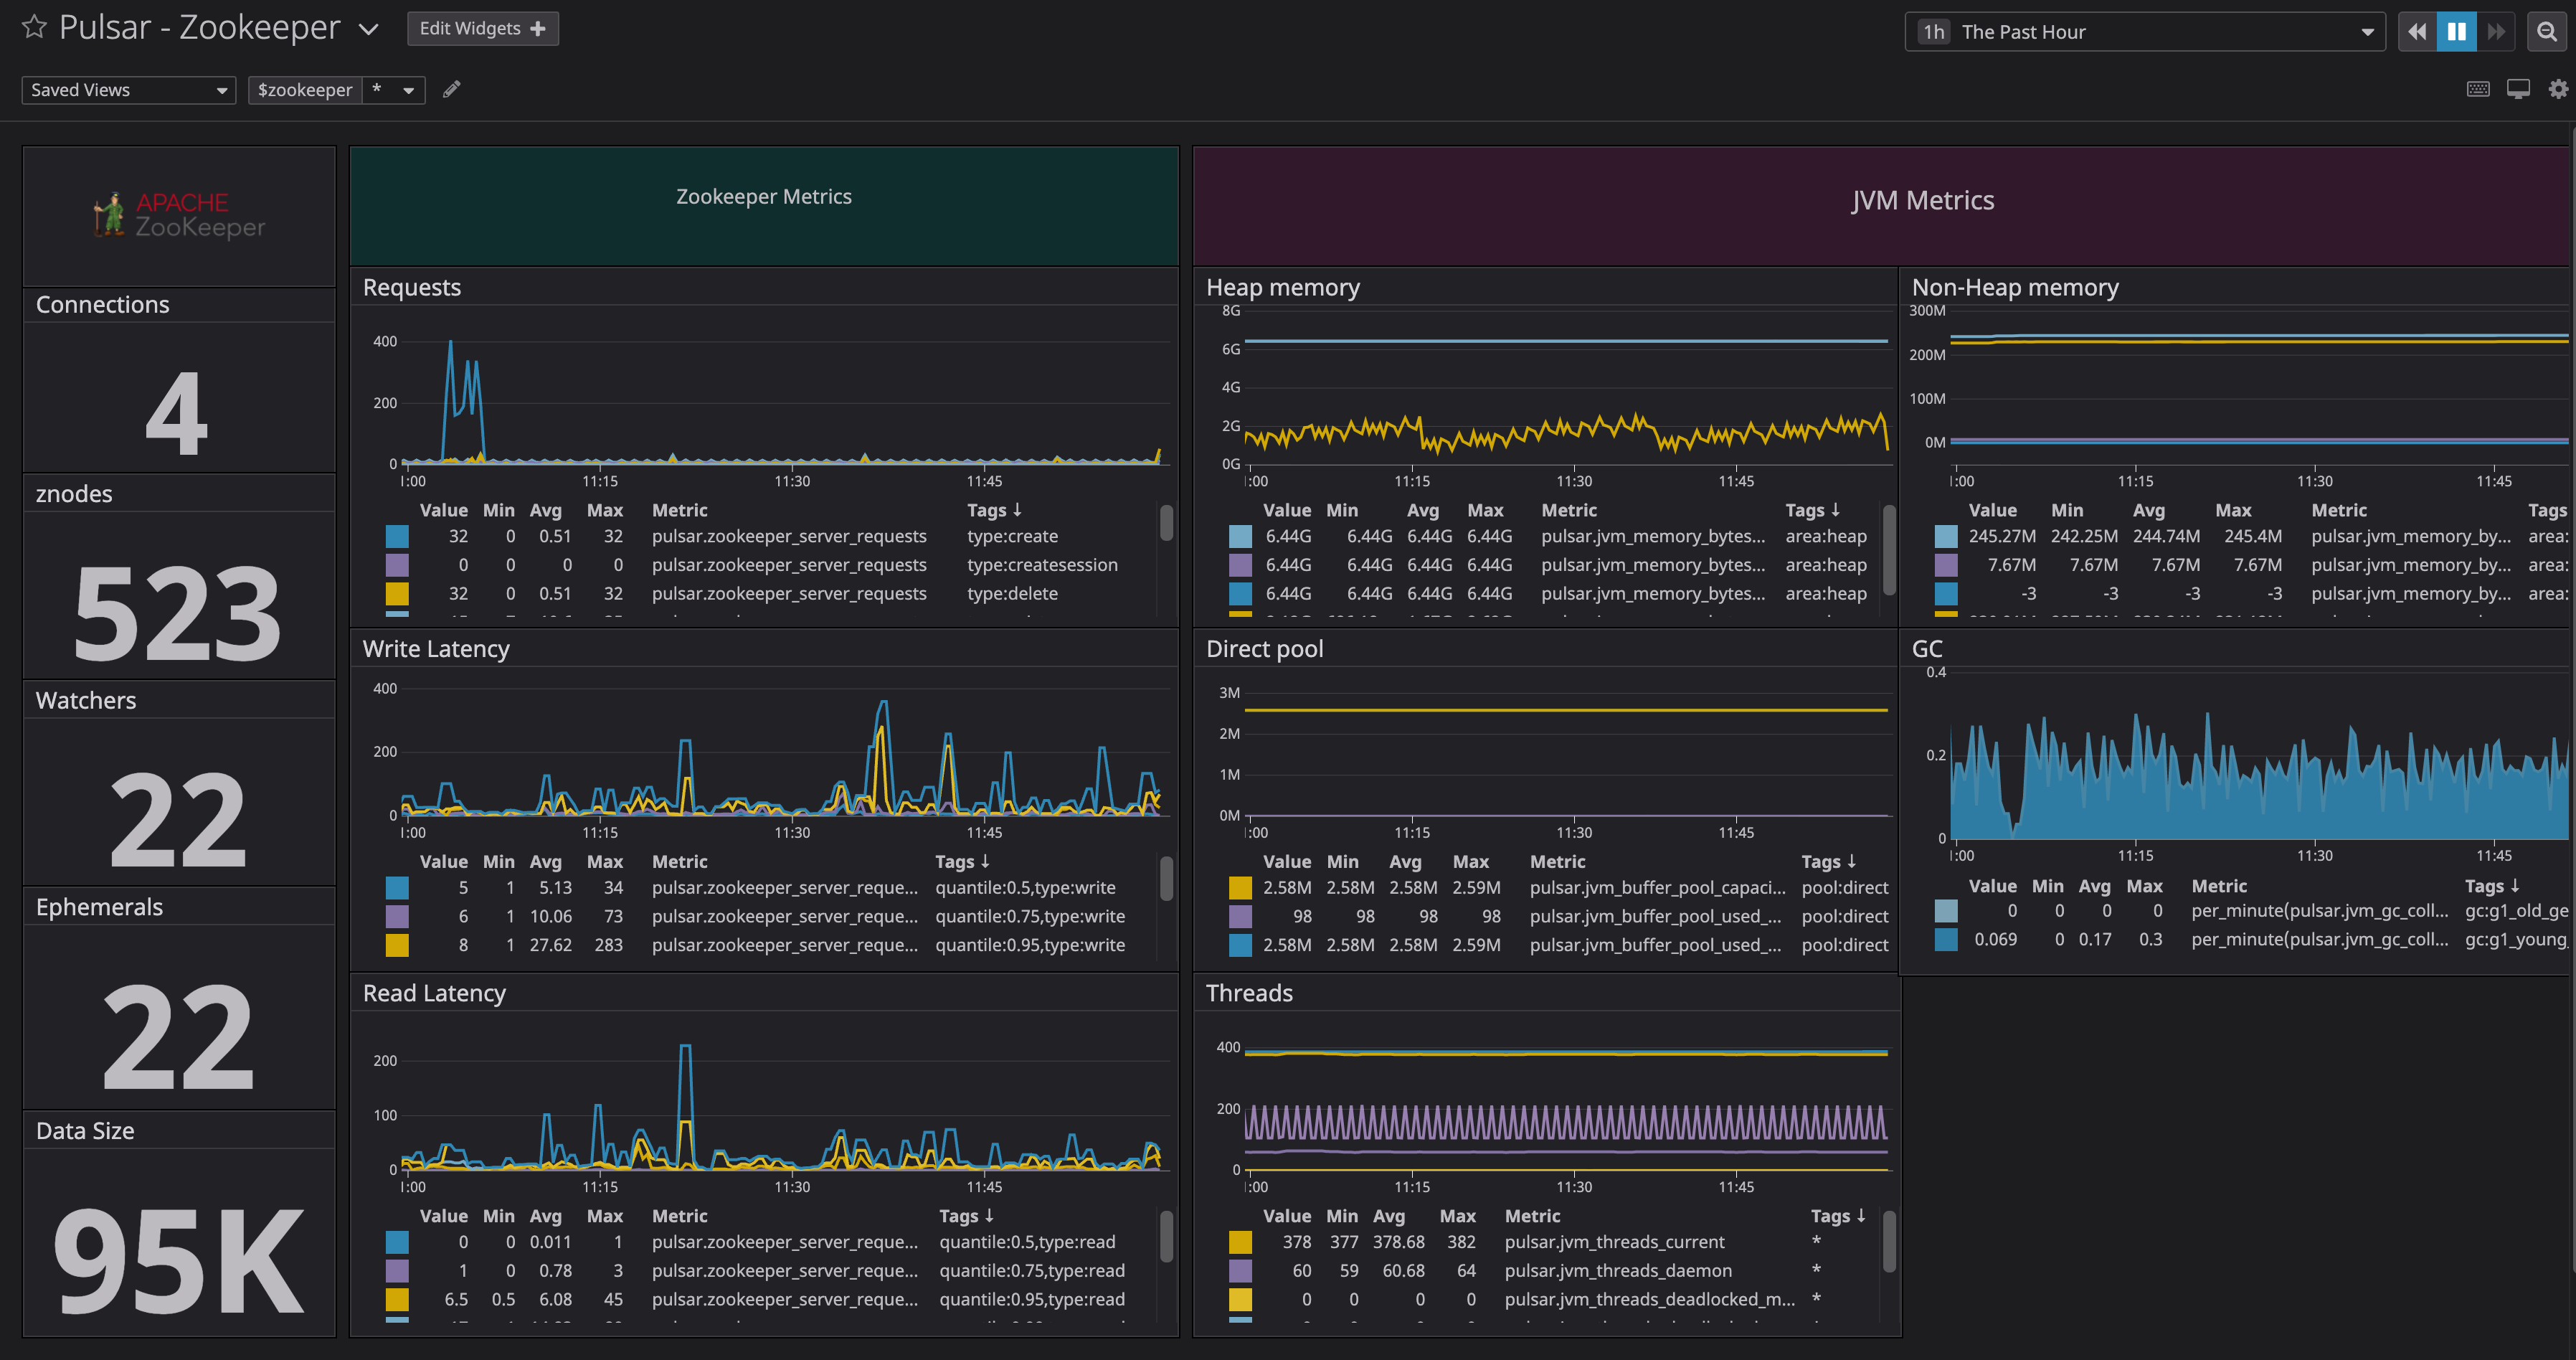 Pulsar - Zookeeper
Edit Widgets +
1h The Past Hour
Saved Views
$zookeeper *
APACHE
ZooKeeper
Connections
4
znodes
523
Watchers
22
Ephemerals
22
Data Size
95K
Zookeeper Metrics
Requests
400
200
0
11:15 11:30 11:45
Value Min Avg Max Metric Tags ↓
32 0 0.51 32 pulsar.zookeeper_server_requests type:create
0 0 0 0 pulsar.zookeeper_server_requests type:createsession
32 0 0.51 32 pulsar.zookeeper_server_requests type:delete
Write Latency
400
200
0
11:15 11:30 11:45
Value Min Avg Max Metric Tags ↓
5 1 5.13 34 pulsar.zookeeper_server_reque... quantile:0.5,type:write
6 1 10.06 73 pulsar.zookeeper_server_reque... quantile:0.75,type:write
8 1 27.62 283 pulsar.zookeeper_server_reque... quantile:0.95,type:write
Read Latency
200
100
0
11:15 11:30 11:45
Value Min Avg Max Metric Tags ↓
0 0 0.011 1 pulsar.zookeeper_server_reque... quantile:0.5,type:read
1 0 0.78 3 pulsar.zookeeper_server_reque... quantile:0.75,type:read
6.5 0.5 6.08 45 pulsar.zookeeper_server_reque... quantile:0.95,type:read
JVM Metrics
Heap memory
8G
6G
4G
2G
0G
:00 11:15 11:30 11:45
Value Min Avg Max Metric Tags ↓
6.44G 6.44G 6.44G 6.44G pulsar.jvm_memory_bytes... area:heap
6.44G 6.44G 6.44G 6.44G pulsar.jvm_memory_bytes... area:heap
6.44G 6.44G 6.44G 6.44G pulsar.jvm_memory_bytes... area:heap
Non-Heap memory
300M
200M
100M
0M
:00 11:15 11:30 11:45
Value Min Avg Max Metric Tags
245.27M 242.25M 244.74M 245.4M pulsar.jvm_memory_by... area:
7.67M 7.67M 7.67M 7.67M pulsar.jvm_memory_by... area:
-3 -3 -3 -3 pulsar.jvm_memory_by... area:
Direct pool
3M
2M
1M
0M
:00 11:15 11:30 11:45
Value Min Avg Max Metric Tags ↓
2.58M 2.58M 2.58M 2.59M pulsar.jvm_buffer_pool_capaci... pool:direct
98 98 98 98 pulsar.jvm_buffer_pool_used_... pool:direct
2.58M 2.58M 2.58M 2.59M pulsar.jvm_buffer_pool_used_... pool:direct
GC
0.4
0.2
0
:00 11:15 11:30 11:45
Value Min Avg Max Metric Tags ↓
0 0 0 0 per_minute(pulsar.jvm_gc_coll... gc:g1_old_ge
0.069 0 0.17 0.3 per_minute(pulsar.jvm_gc_coll... gc:g1_young_
Threads
400
200
0
:00 11:15 11:30 11:45
Value Min Avg Max Metric Tags ↓
378 377 378.68 382 pulsar.jvm_threads_current *
60 59 60.68 64 pulsar.jvm_threads_daemon *
0 0 0 0 pulsar.jvm_threads_deadlocked_m... *